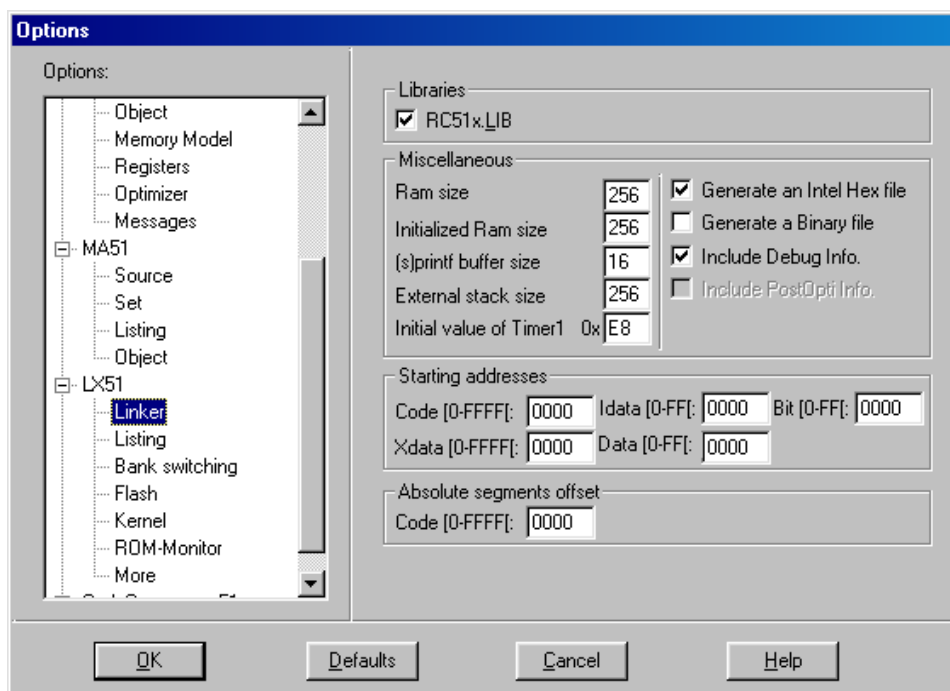 Options
Options:
Object
Memory Model
Registers
Optimizer
Messages
MA51
Source
Set
Listing
Object
LX51
Linker
Listing
Bank switching
Flash
Kernel
ROM-Monitor
More
Libraries
RC51x.LIB
Miscellaneous
Ram size 256
Initialized Ram size 256
(s)printf buffer size 16
External stack size 256
Initial value of Timer1 0x E8
Generate an Intel Hex file
Generate a Binary file
Include Debug Info.
Include PostOpti Info.
Starting addresses
Code [0-FFFF[: 0000 Idata [0-FF[: 0000 Bit [0-FF[: 0000
Xdata [0-FFFF[: 0000 Data [0-FF[: 0000
Absolute segments offset
Code [0-FFFF[: 0000
OK Defaults Cancel Help